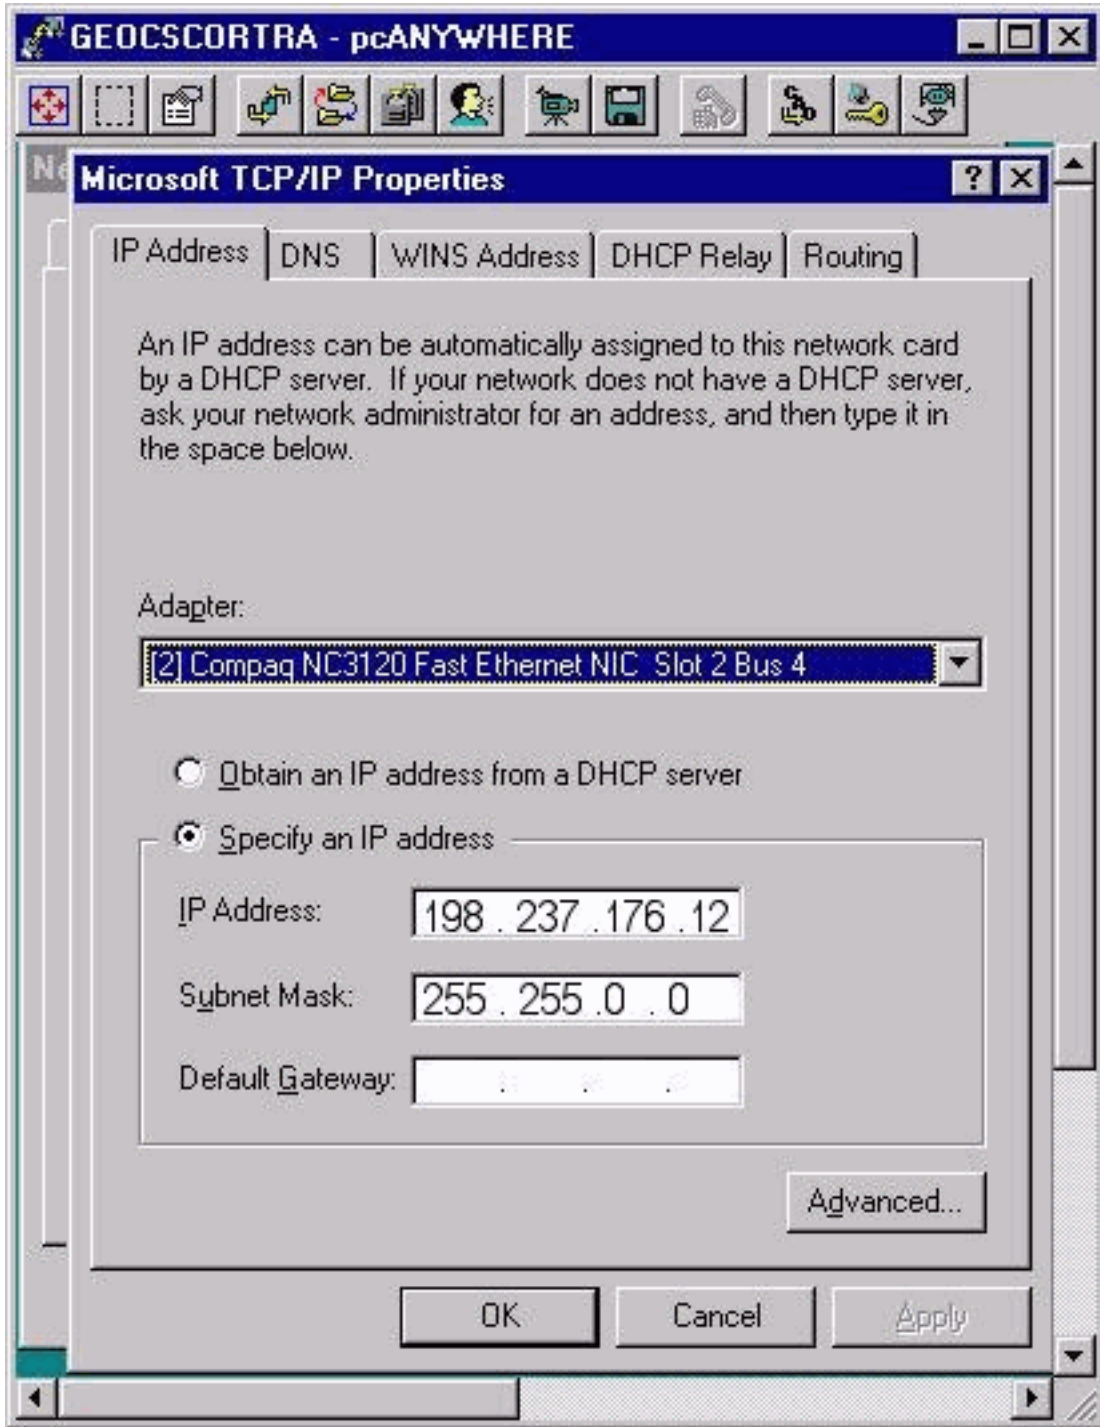 GEOCSCORTRA - pcANYWHERE
Ne
Microsoft TCP/IP Properties
IP Address DNS WINS Address DHCP Relay Routing
An IP address can be automatically assigned to this network card
by a DHCP server. If your network does not have a DHCP server,
ask your network administrator for an address, and then type it in
the space below.
Adapter:
[2] Compaq NC3120 Fast Ethernet NIC Slot 2 Bus 4
Obtain an IP address from a DHCP server
Specify an IP address
IP Address: 198 . 237 .176 .12
Subnet Mask: 255 . 255 .0 . 0
Default Gateway: . . .
Advanced...
OK Cancel Apply